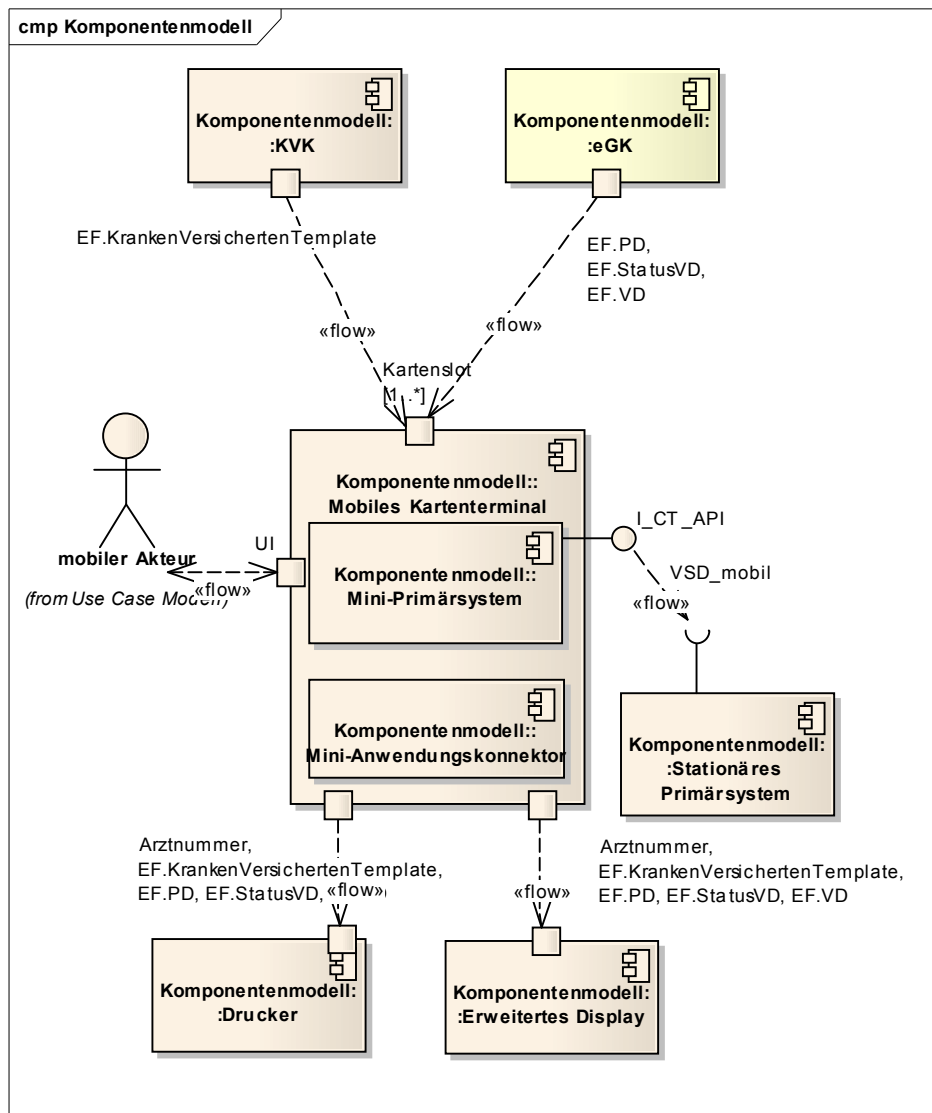 cmp Komponentenmodell
Komponentenmodell:
:KVK
Komponentenmodell:
:eGK
EF.KrankenVersichertenTemplate
EF.PD,
EF.StatusVD,
EF.VD
«flow»
«flow»
Kartenslot
[1..*]
Komponentenmodell::
Mobiles Kartenterminal
I_CT_API
UI
mobiler Akteur
«flow»
(from Use Case Modell)
Komponentenmodell::
Mini-Primärsystem
VSD_mobil
«flow»
Komponentenmodell::
Mini-Anwendungskonnektor
Komponentenmodell:
:Stationäres
Primärsystem
Arztnummer,
EF.KrankenVersichertenTemplate,
EF.PD, EF.StatusVD,
«flow»
«flow»
Arztnummer,
EF.KrankenVersichertenTemplate,
EF.PD, EF.StatusVD, EF.VD
Komponentenmodell:
:Drucker
Komponentenmodell:
:Erweitertes Display